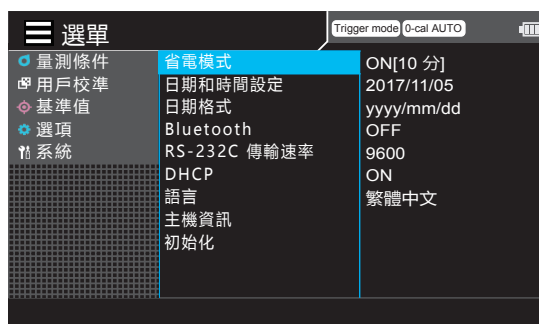 選單
Trigger mode 0-cal AUTO
量測條件
用戶校準
基準值
選項
系統
省電模式 ON[10 分]
日期和時間設定 2017/11/05
日期格式 yyyy/mm/dd
Bluetooth OFF
RS-232C 傳輸速率 9600
DHCP ON
語言 繁體中文
主機資訊
初始化